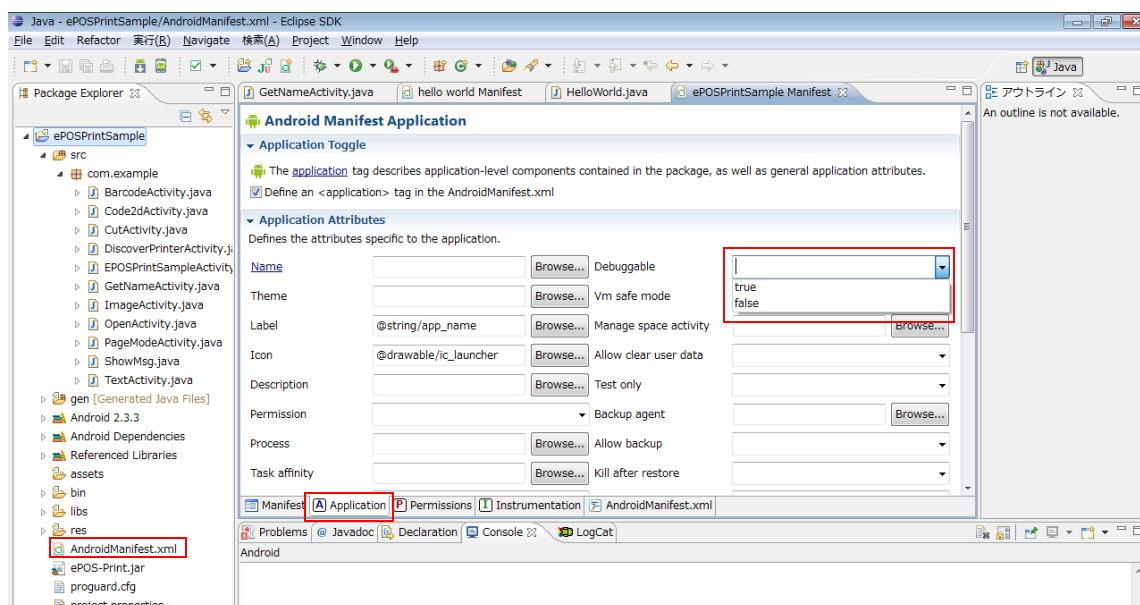 Java - ePOSPrintSample/AndroidManifest.xml - Eclipse SDK
File Edit Refactor 実行(R) Navigate 検索(A) Project Window Help
Java
Package Explorer
ePOSPrintSample
src
com.example
BarcodeActivity.java
Code2dActivity.java
CutActivity.java
DiscoverPrinterActivity.ja
EPOSPrintSampleActivity
GetNameActivity.java
ImageActivity.java
OpenActivity.java
PageModeActivity.java
ShowMsg.java
TextActivity.java
gen [Generated Java Files]
Android 2.3.3
Android Dependencies
Referenced Libraries
assets
bin
libs
res
AndroidManifest.xml
ePOS-Print.jar
proguard.cfg
project.properties
GetNameActivity.java hello world Manifest HelloWorld.java ePOSPrintSample Manifest
Android Manifest Application
Application Toggle
The application tag describes application-level components contained in the package, as well as general application attributes.
Define an <application> tag in the AndroidManifest.xml
Application Attributes
Defines the attributes specific to the application.
Name Browse... Debuggable
true
false
Theme Browse... Vm safe mode
Label @string/app_name Browse... Manage space activity Browse...
Icon @drawable/ic_launcher Browse... Allow clear user data
Description Browse... Test only
Permission Backup agent Browse...
Process Browse... Allow backup
Task affinity Browse... Kill after restore
Manifest A Application P Permissions I Instrumentation AndroidManifest.xml
Problems @ Javadoc Declaration Console LogCat
Android
アウトライン
An outline is not available.